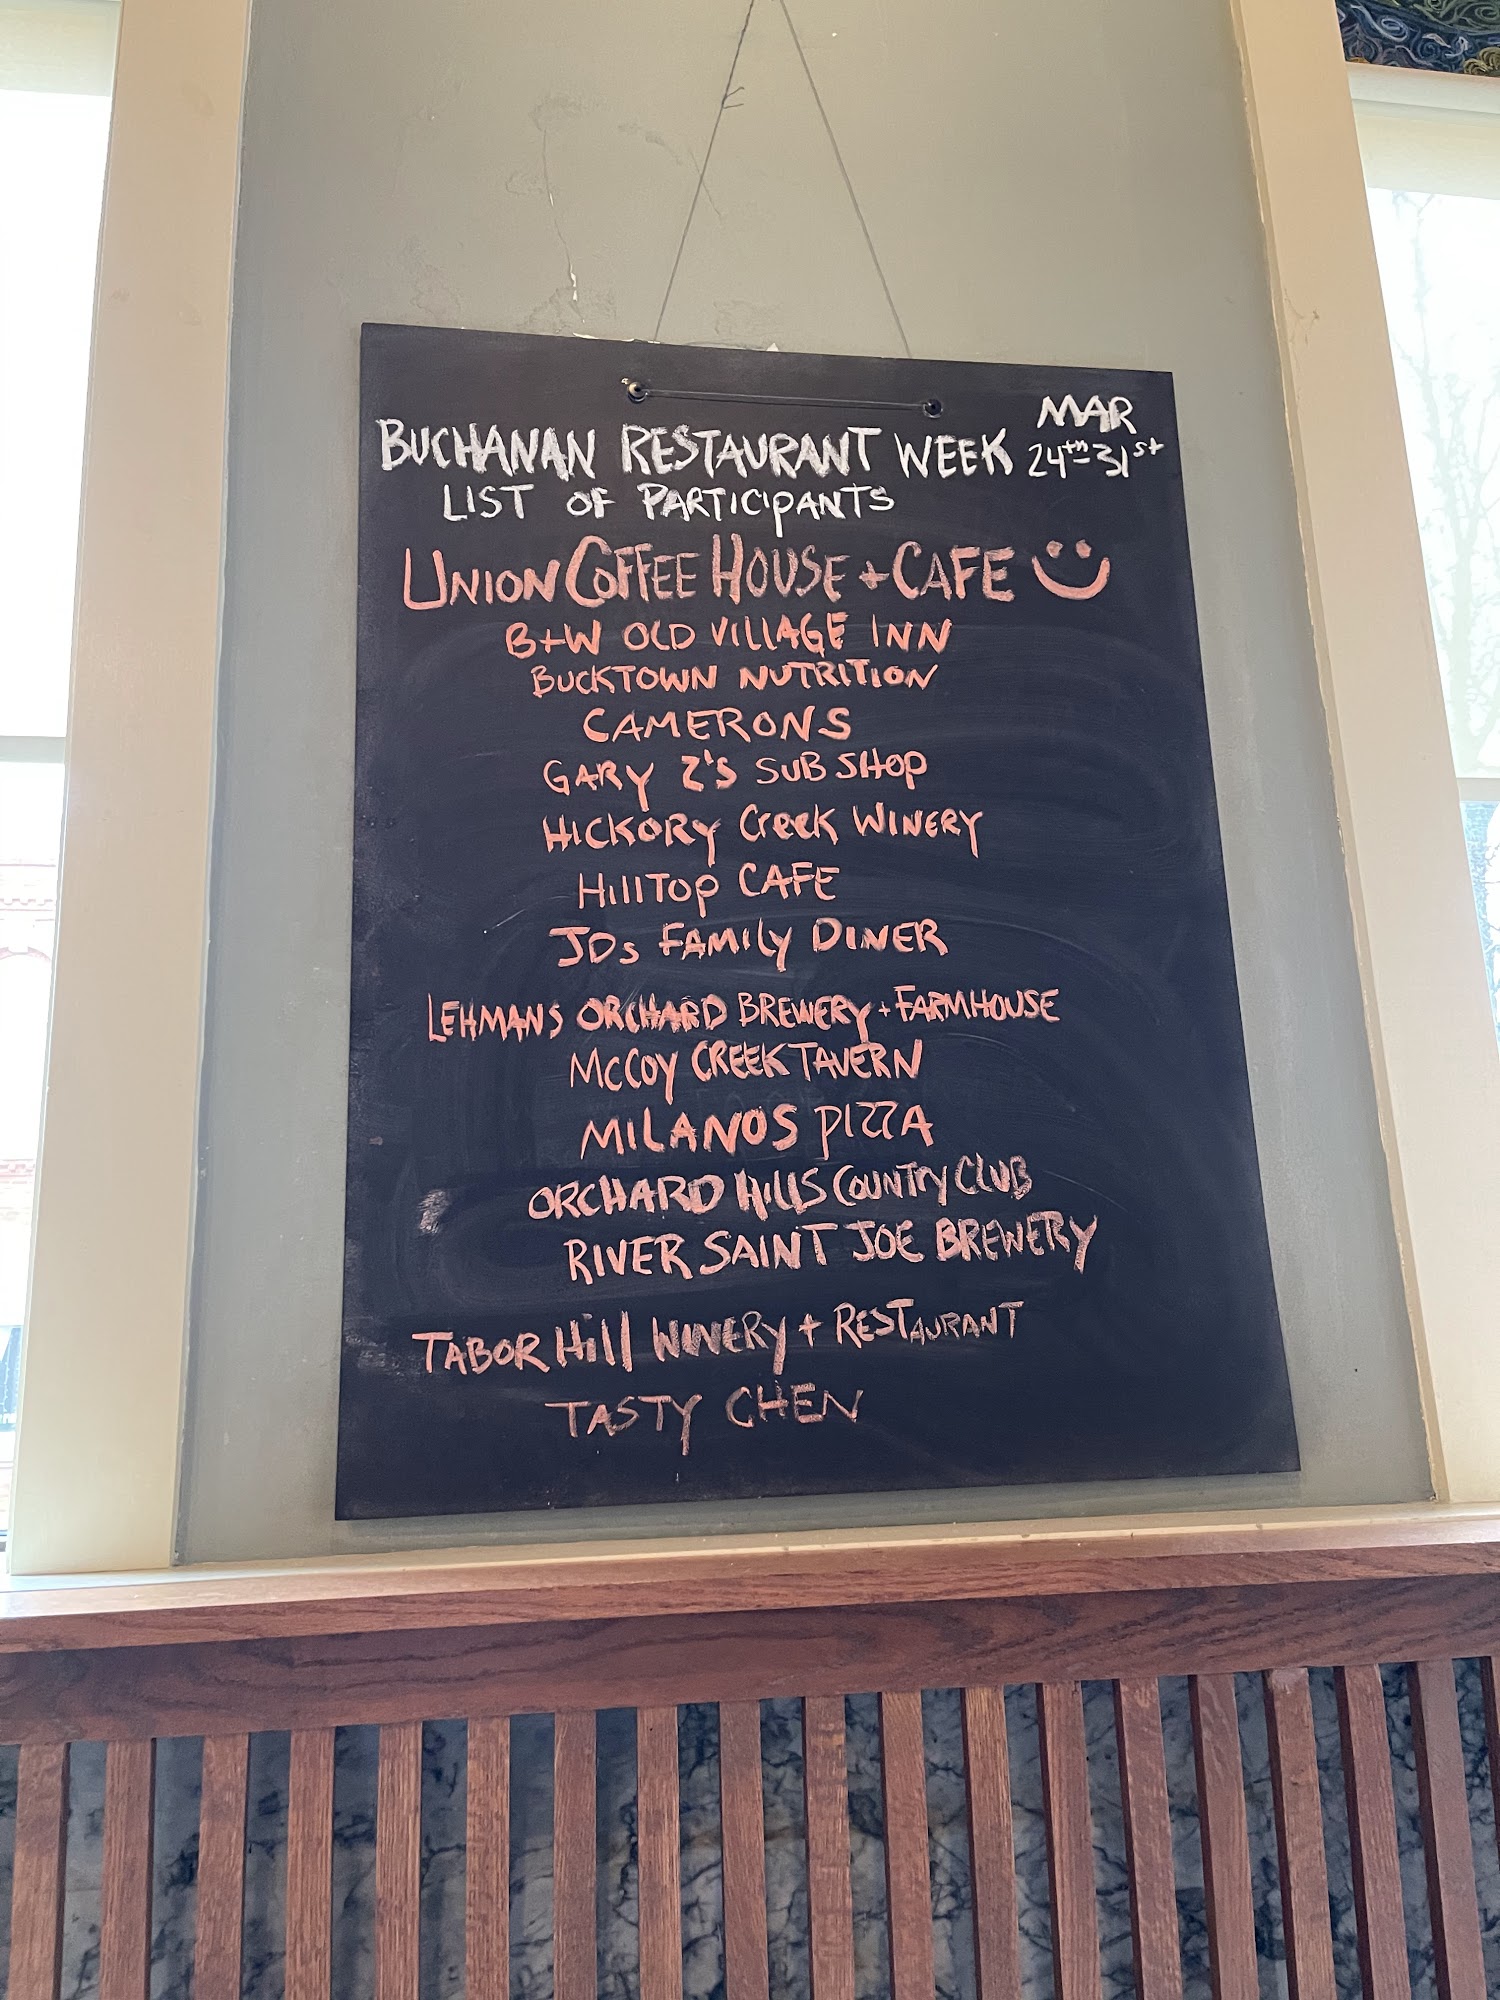 BUCHANAN RESTAURANT WEEK MAR 24th-31st
LIST OF PARTICIPANTS
UNION COFFEE HOUSE + CAFE
B+W OLD VILLAGE INN
BUCKTOWN NUTRITION
CAMERONS
GARY Z'S SUB SHOP
HICKORY CREEK WINERY
HILLTOP CAFE
JDs FAMILY DINER
LEHMANS ORCHARD BREWERY + FARMHOUSE
MCCOY CREEK TAVERN
MILANOS PIZZA
ORCHARD HILLS COUNTRY CLUB
RIVER SAINT JOE BREWERY
TABOR HILL WINERY + RESTAURANT
TASTY CHEN